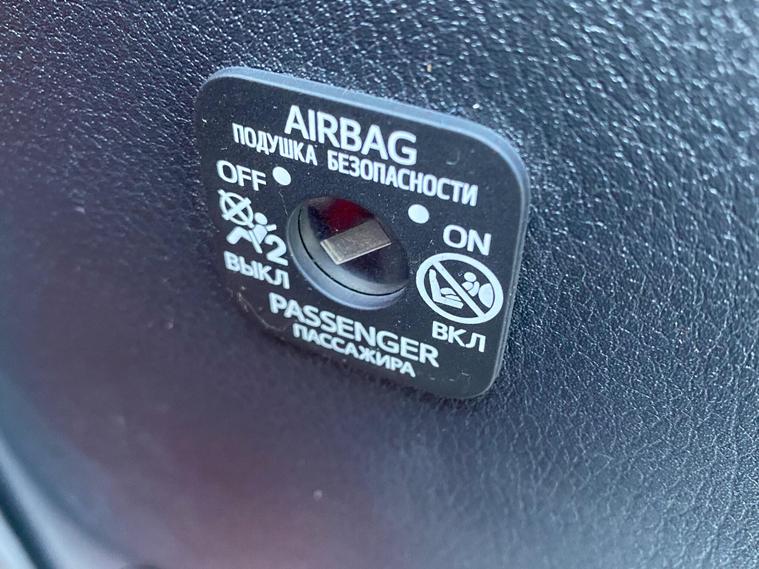 AIRBAG
ПОДУШКА БЕЗОПАСНОСТИ
OFF
ON
2
ВЫКЛ
ВКЛ
PASSENGER
ПАССАЖИРА